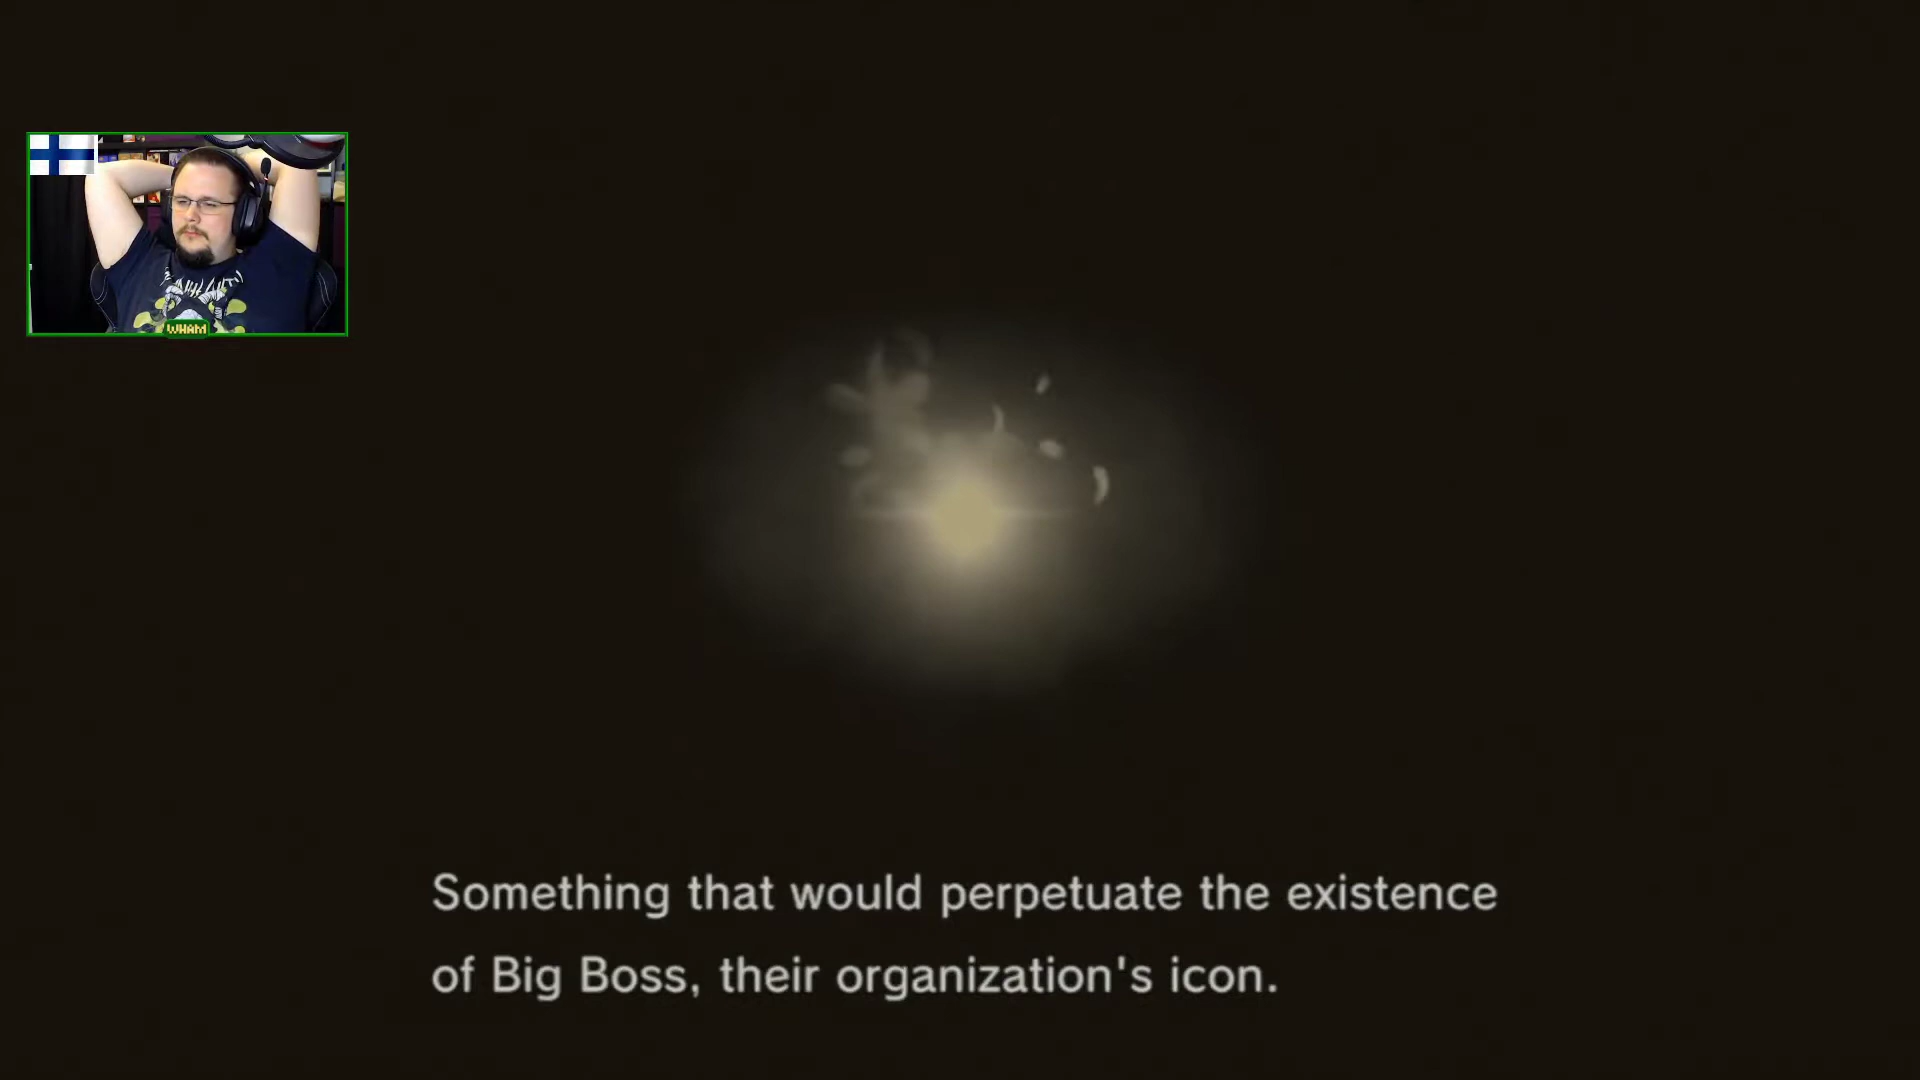 WHAM
Something that would perpetuate the existence
of Big Boss, their organization's icon.